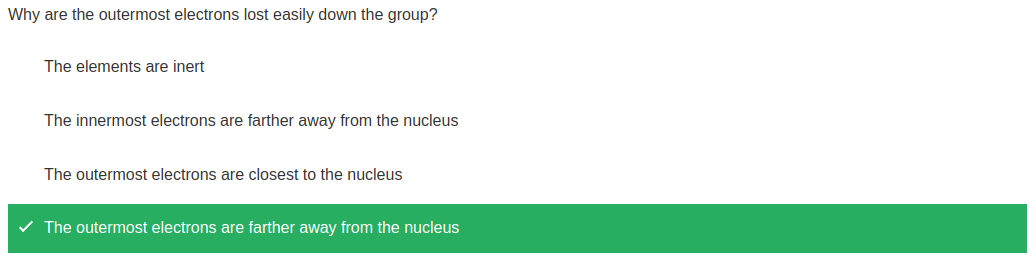 Why are the outermost electrons lost easily down the group?
The elements are inert
The innermost electrons are farther away from the nucleus
The outermost electrons are closest to the nucleus
The outermost electrons are farther away from the nucleus